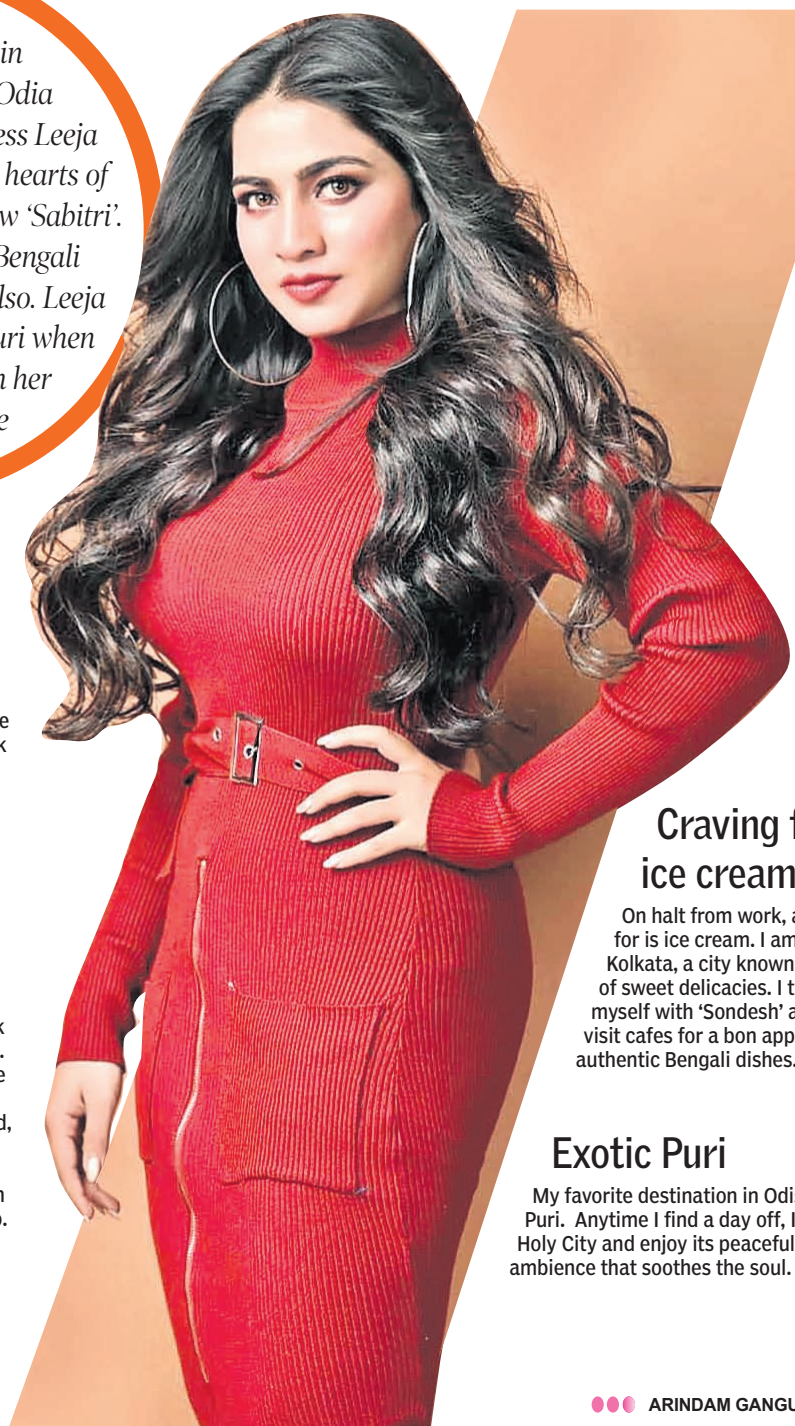 in
Odia
ess Leeja
hearts of
w ‘Sabitri’.
Bengali
lso. Leeja
uri when
n her
e
e
k
k
.
e
d,
n
.
Craving f
ice cream
On halt from work, a
for is ice cream. I am
Kolkata, a city known
of sweet delicacies. I t
myself with ‘Sondesh’ a
visit cafes for a bon app
authentic Bengali dishes.
Exotic Puri
My favorite destination in Odis
Puri. Anytime I find a day off, I
Holy City and enjoy its peaceful
ambience that soothes the soul.
ARINDAM GANGU